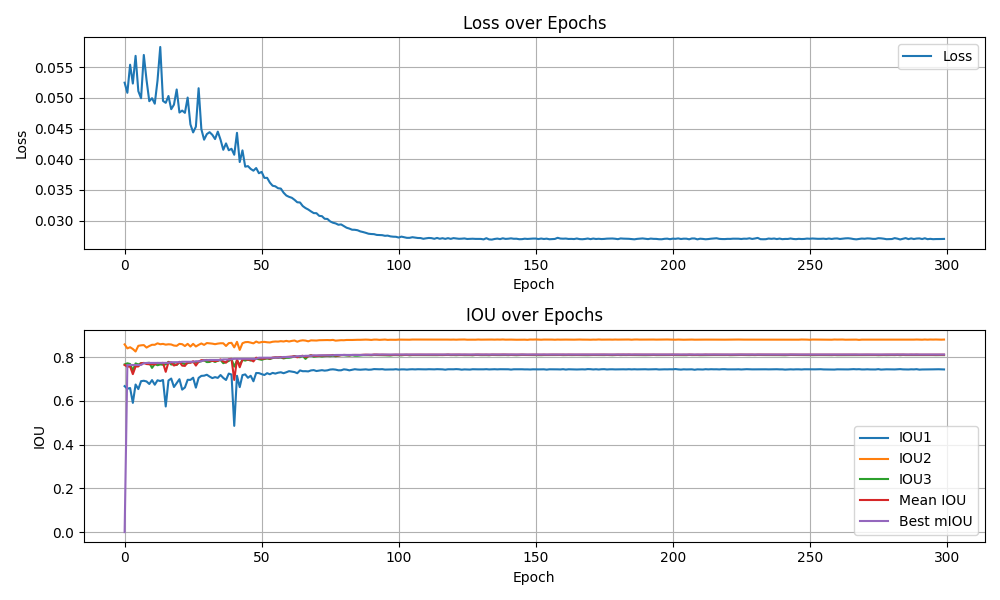 Loss over Epochs
Loss
0.055
0.050
0.045
0.040
0.035
0.030
Loss
0 50 100 150 200 250 300
Epoch
IOU over Epochs
0.8
0.6
0.4
0.2
0.0
IOU
IOU1
IOU2
IOU3
Mean IOU
Best mIOU
0 50 100 150 200 250 300
Epoch